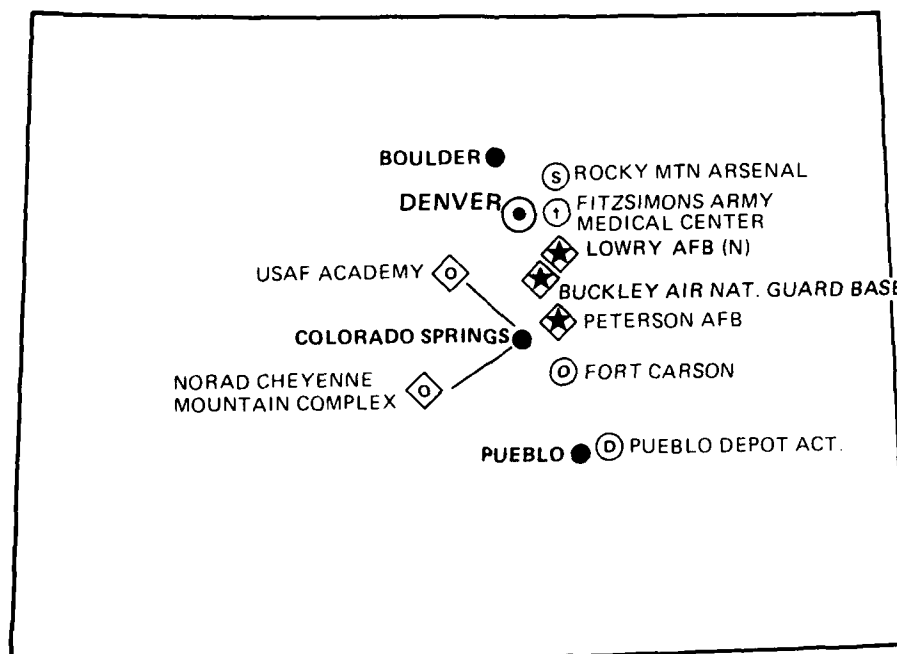 BOULDER
S ROCKY MTN ARSENAL
DENVER
FITZSIMONS ARMY
MEDICAL CENTER
LOWRY AFB (N)
USAF ACADEMY O
BUCKLEY AIR NAT. GUARD BASE
PETERSON AFB
COLORADO SPRINGS
O FORT CARSON
NORAD CHEYENNE
MOUNTAIN COMPLEX O
PUEBLO D PUEBLO DEPOT ACT.